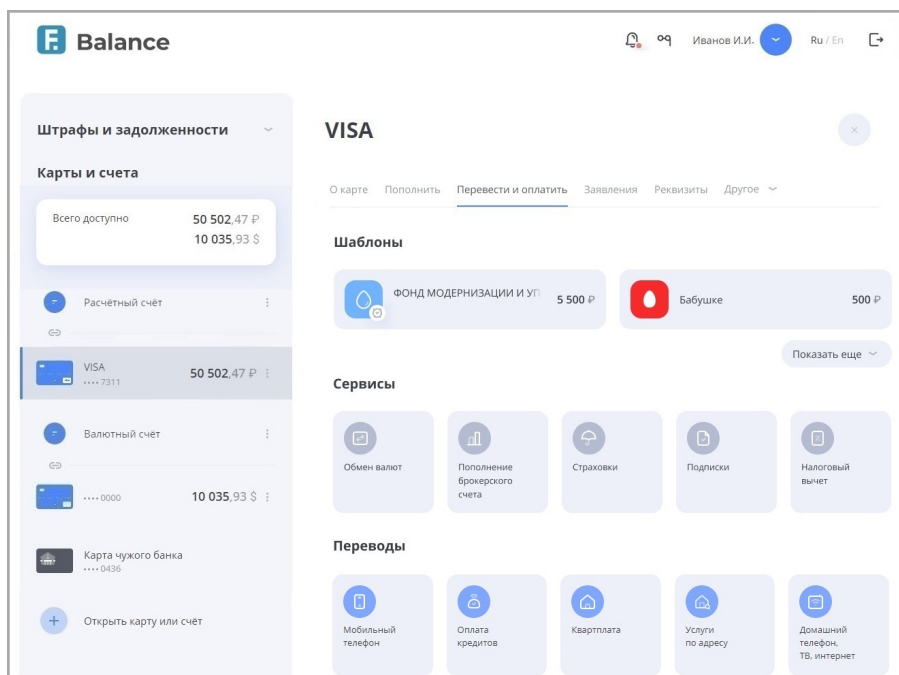 F. Balance
Иванов И.И.
Ru / En
Штрафы и задолженности
Карты и счета
Всего доступно 50 502,47 ₽
10 035,93 $
Расчётный счёт
VISA 50 502,47 ₽
•••• 7311
Валютный счёт
•••• 0000 10 035,93 $
Карта чужого банка
•••• 0436
Открыть карту или счёт
VISA
О карте Пополнить Перевести и оплатить Заявления Реквизиты Другое
Шаблоны
ФОНД МОДЕРНИЗАЦИИ И УП 5 500 ₽
Бабушке 500 ₽
Показать еще
Сервисы
Обмен валют
Пополнение
брокерского
счета
Страховки
Подписки
Налоговый
вычет
Переводы
Мобильный
телефон
Оплата
кредитов
Квартплата
Услуги
по адресу
Домашний
телефон,
ТВ, интернет